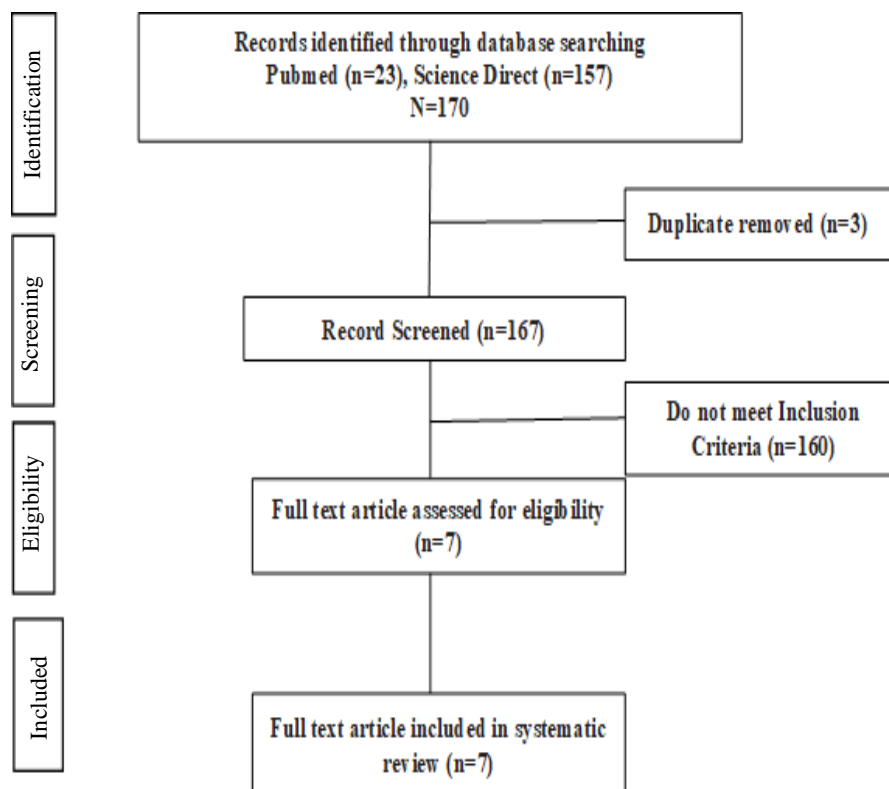 Identification
Records identified through database searching
Pubmed (n=23), Science Direct (n=157)
N=170
Duplicate removed (n=3)
Screening
Record Screened (n=167)
Do not meet Inclusion
Criteria (n=160)
Eligibility
Full text article assessed for eligibility
(n=7)
Included
Full text article included in systematic
review (n=7)